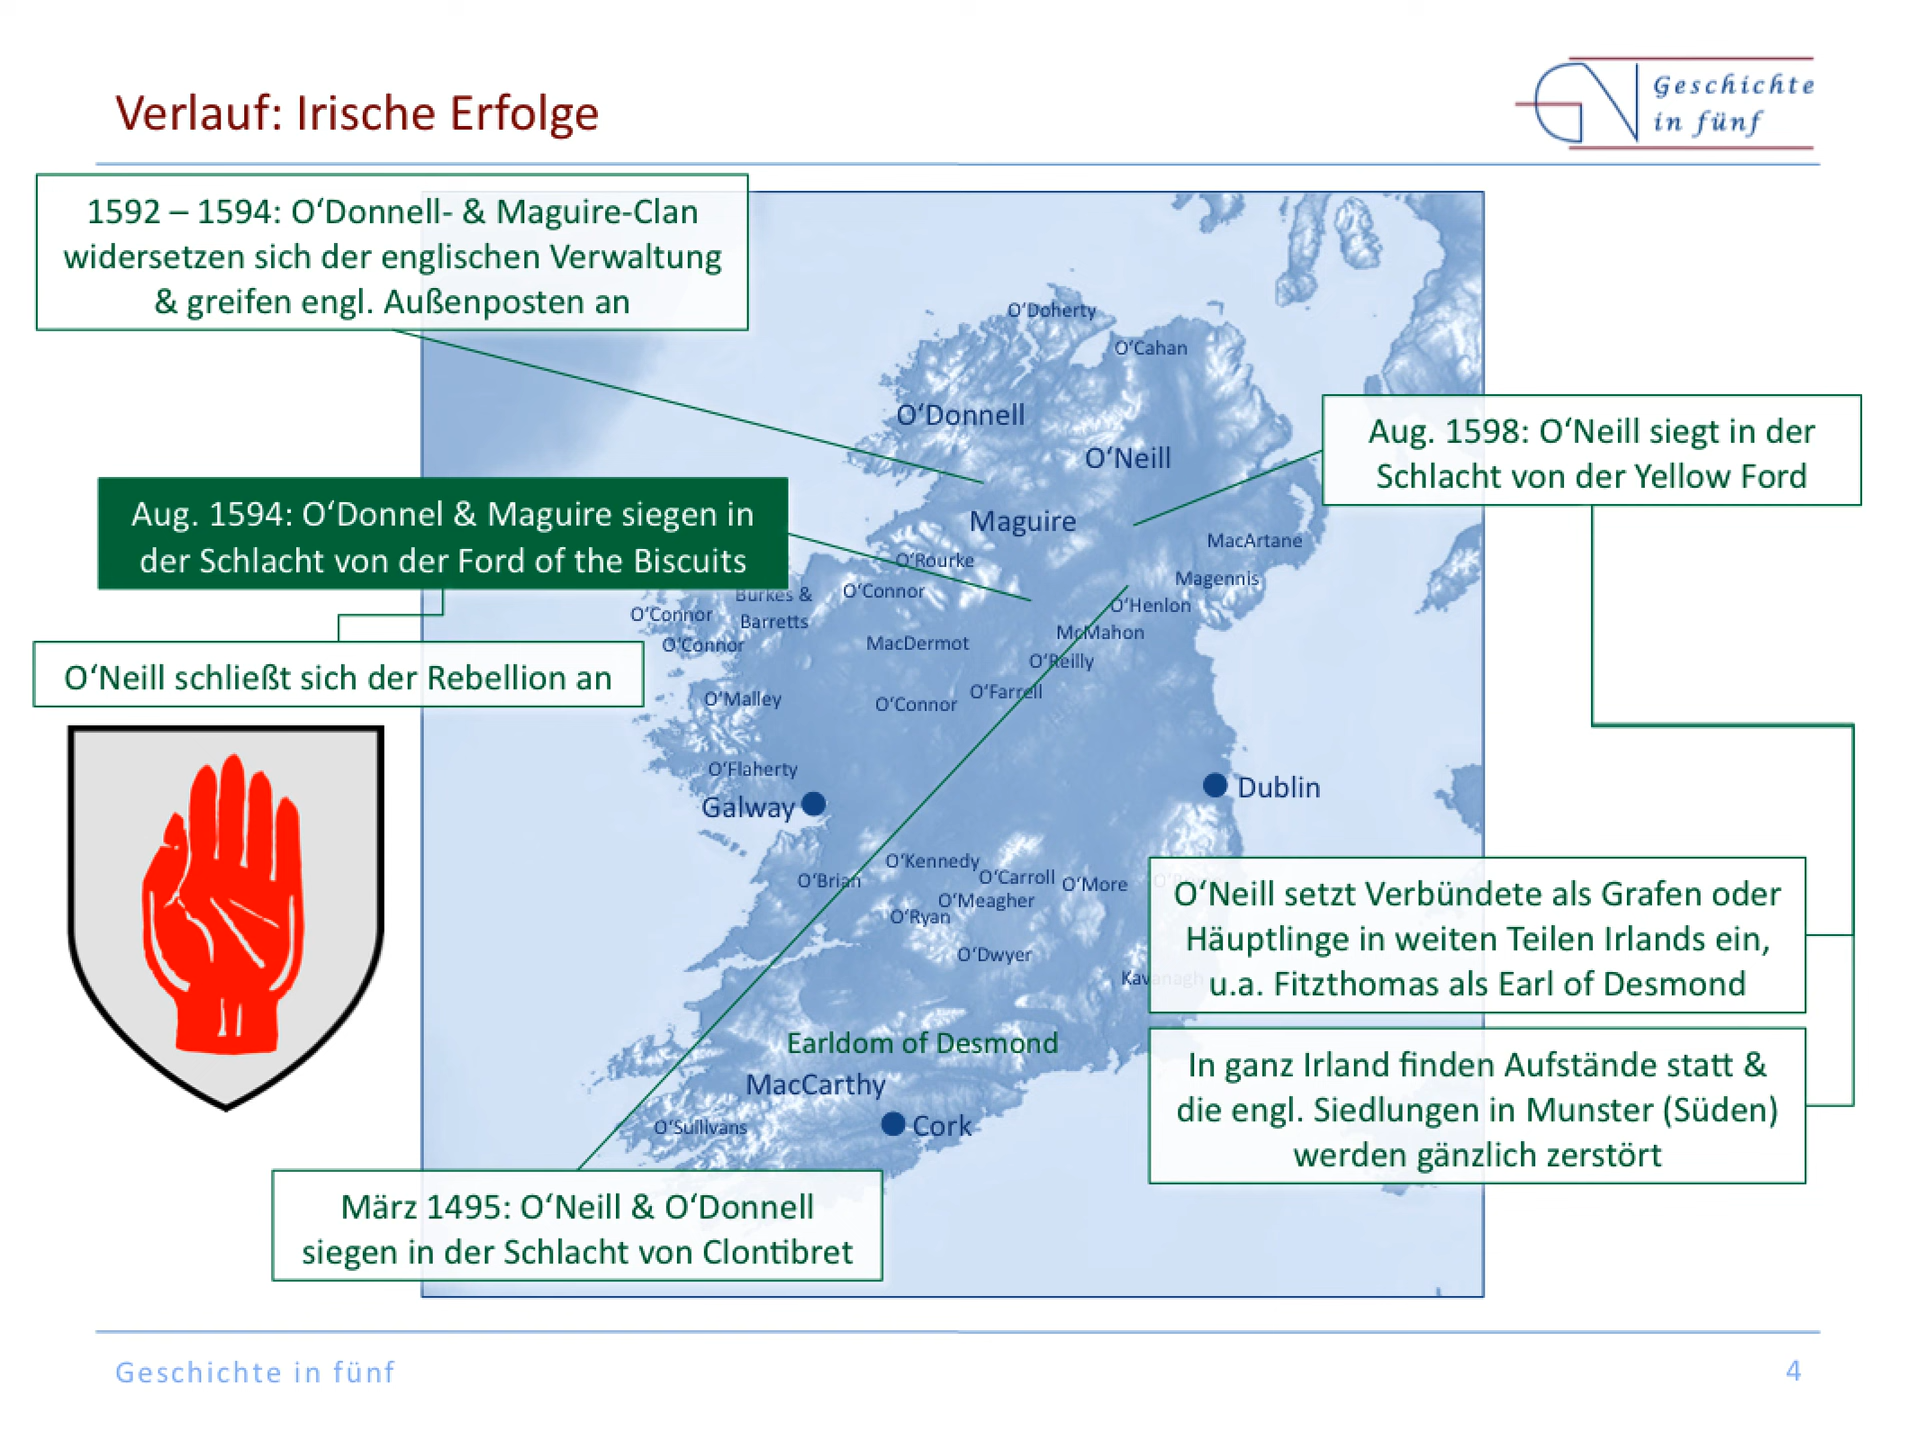 Verlauf: Irische Erfolge
Geschichte
in fünf
1592 – 1594: O‘Donnell- & Maguire-Clan
widersetzen sich der englischen Verwaltung
& greifen engl. Außenposten an
O‘Doherty
O‘Cahan
O‘Donnell
O‘Neill
Aug. 1598: O‘Neill siegt in der
Schlacht von der Yellow Ford
Aug. 1594: O‘Donnel & Maguire siegen in
der Schlacht von der Ford of the Biscuits
Maguire
MacArtane
O‘Rourke
Magennis
O‘Connor
Burkes &
Barretts
O‘Connor
O‘Henlon
McMahon
O‘Connor
MacDermot
O‘Reilly
O‘Neill schließt sich der Rebellion an
O‘Malley
O‘Connor
O‘Farrell
O‘Flaherty
Galway
Dublin
O‘Kennedy
O‘Brian
O‘Carroll
O‘More
O‘Meagher
O‘Ryan
O‘Dwyer
Kavanagh
O‘Neill setzt Verbündete als Grafen oder
Häuptlinge in weiten Teilen Irlands ein,
u.a. Fitzthomas als Earl of Desmond
Earldom of Desmond
MacCarthy
Cork
O‘Sullivans
In ganz Irland finden Aufstände statt &
die engl. Siedlungen in Munster (Süden)
werden gänzlich zerstört
März 1495: O‘Neill & O‘Donnell
siegen in der Schlacht von Clontibret
Geschichte in fünf
4